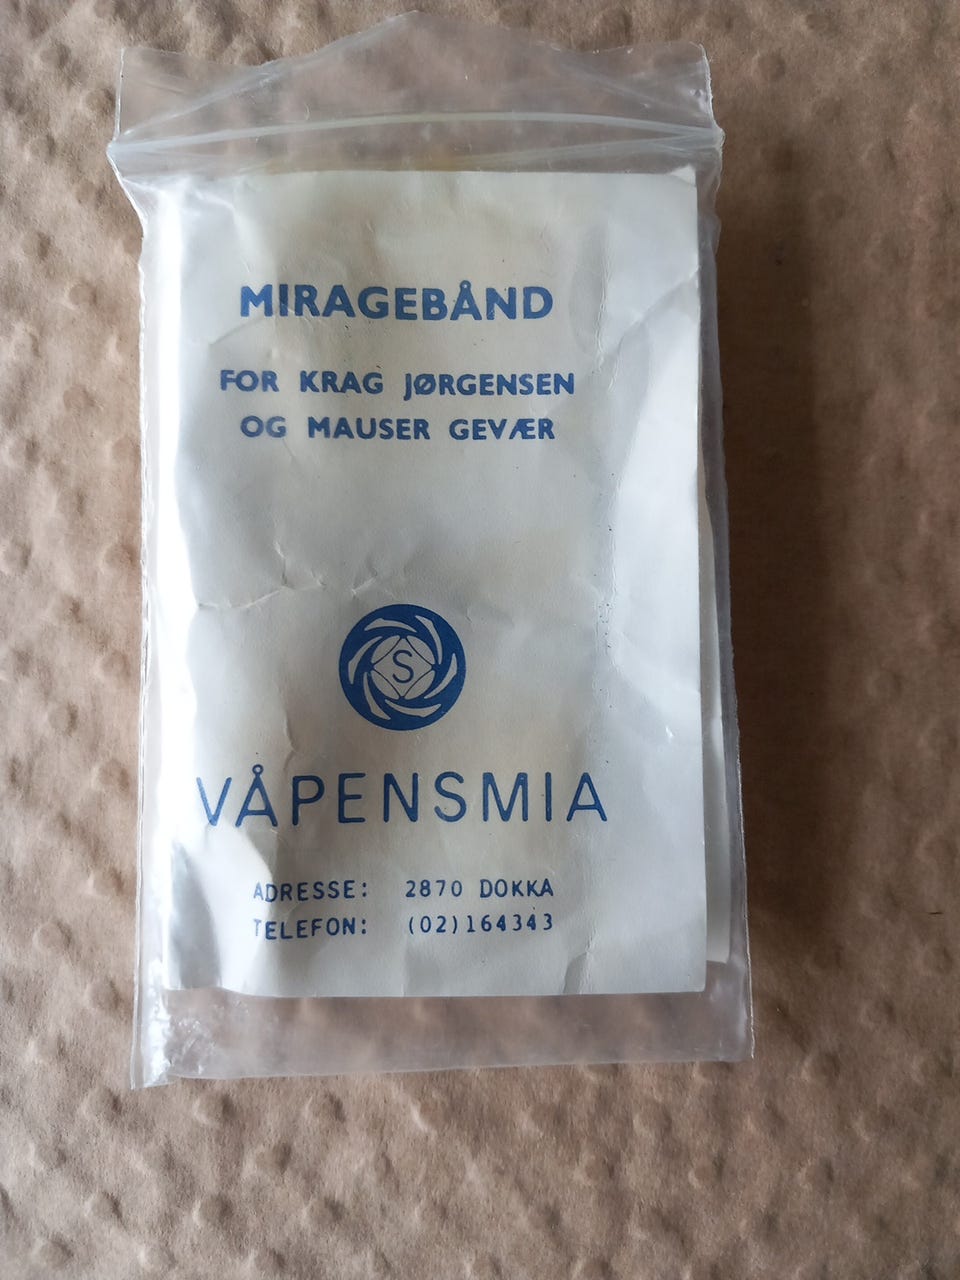 MIRAGEBÅND
FOR KRAG JØRGENSEN
OG MAUSER GEVÆR
S
VÅPENSMIA
ADRESSE: 2870 DOKKA
TELEFON: (02)164343